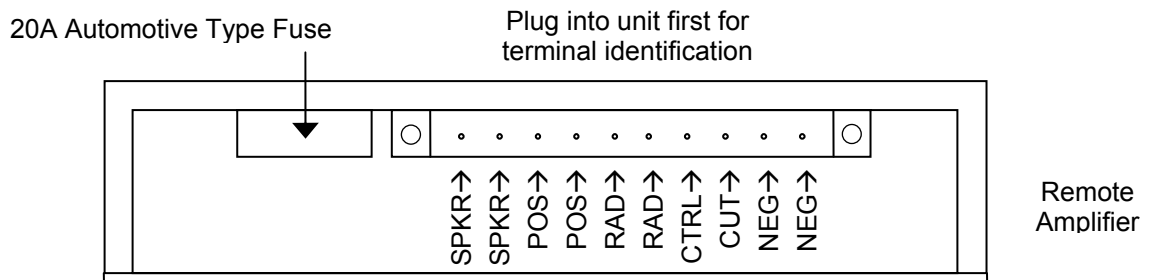 20A Automotive Type Fuse
Plug into unit first for
terminal identification
SPKR→
SPKR→
POS→
POS→
RAD→
RAD→
CTRL→
CUT→
NEG→
NEG→
Remote
Amplifier